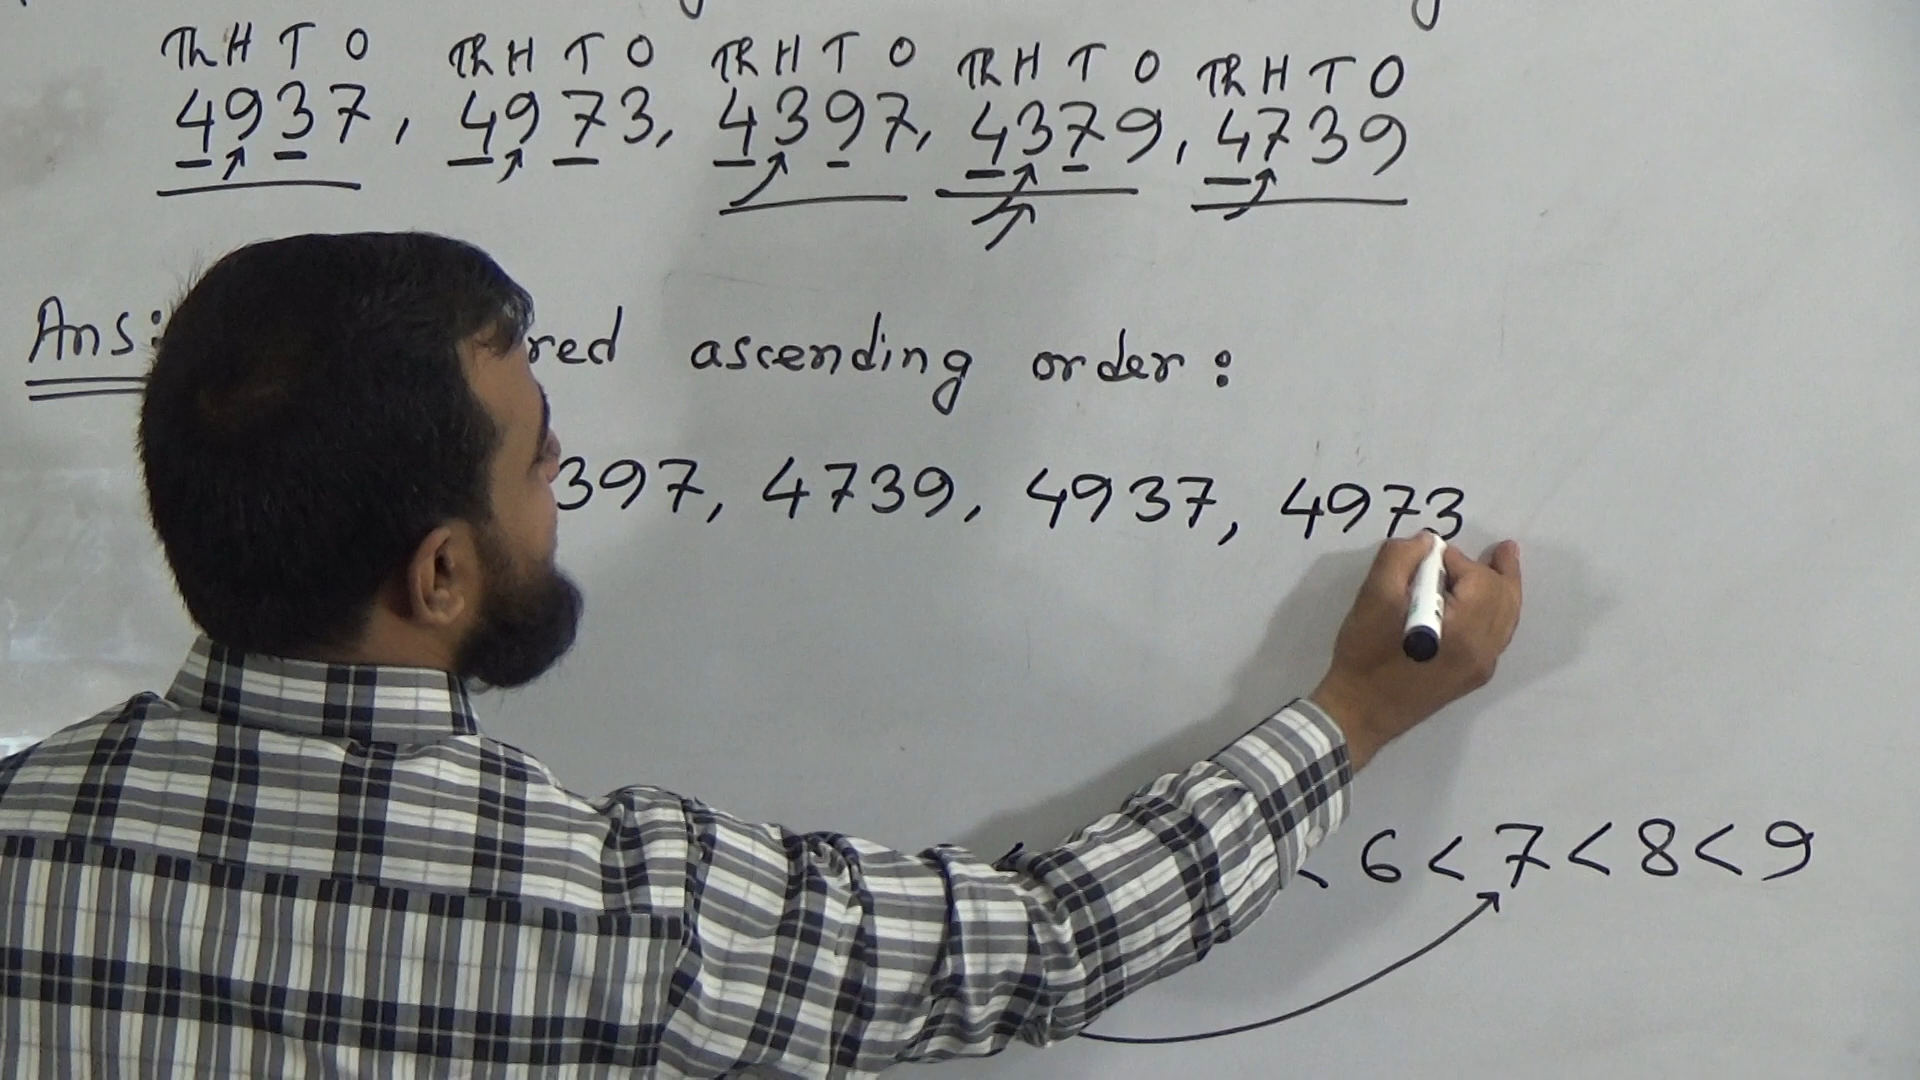 Th H T O Th H T O Th H T O Th H T O Th H T O
4937, 4973, 4397, 4379, 4739
Ans: red ascending order:
397, 4739, 4937, 4973
< 6 < 7 < 8 < 9